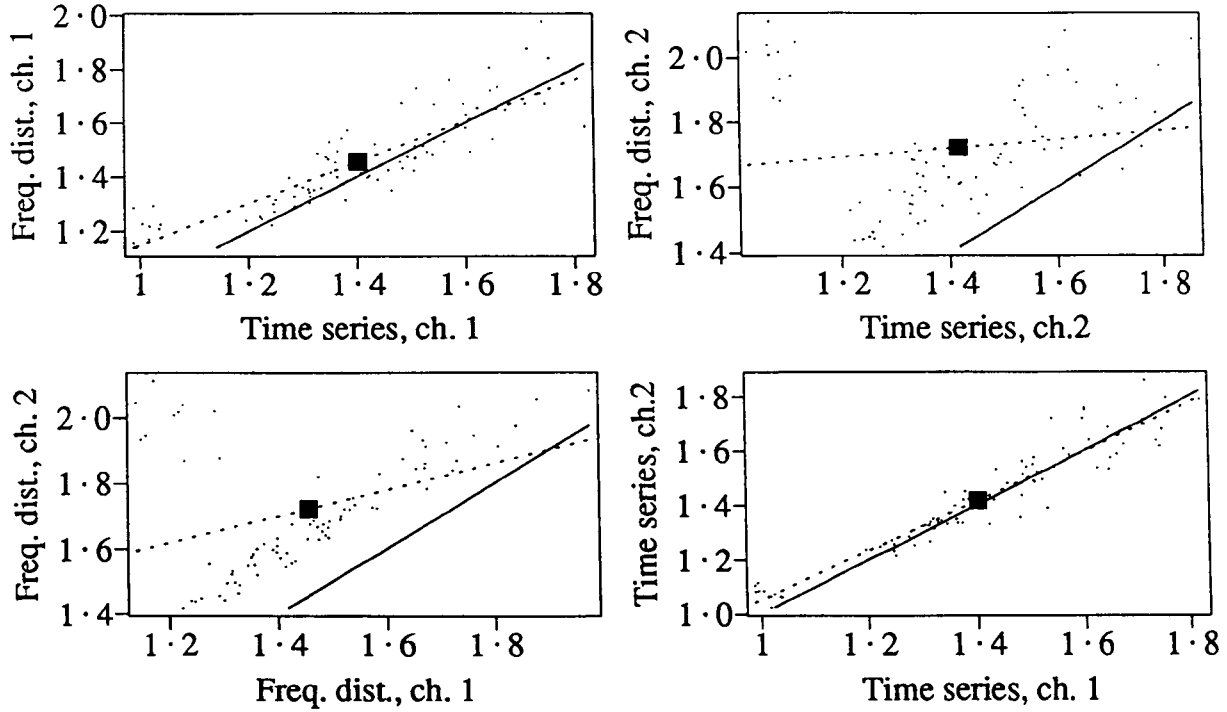 Freq. dist., ch. 1
2·0
1·8
1·6
1·4
1·2
1 1·2 1·4 1·6 1·8
Time series, ch. 1
Freq. dist., ch. 2
2·0
1·8
1·6
1·4
1·2 1·4 1·6 1·8
Time series, ch.2
Freq. dist., ch. 2
2·0
1·8
1·6
1·4
1·2 1·4 1·6 1·8
Freq. dist., ch. 1
Time series, ch.2
1·8
1·6
1·4
1·2
1·0
1 1·2 1·4 1·6 1·8
Time series, ch. 1